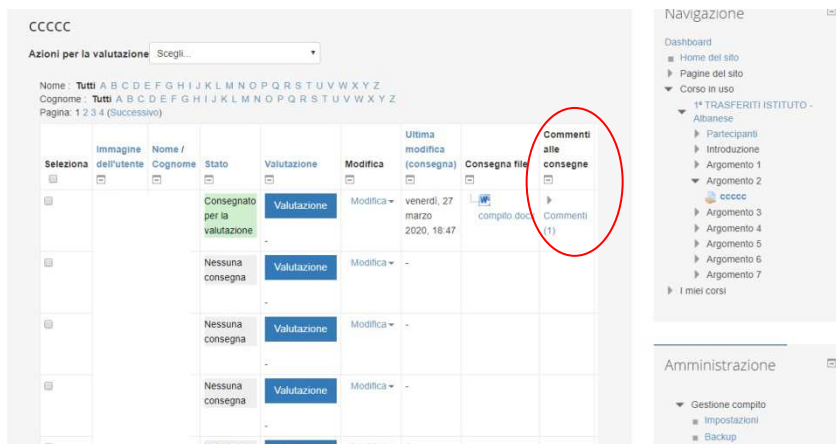 ccccc
Azioni per la valutazione Scegli...
Nome : Tutti A B C D E F G H I J K L M N O P Q R S T U V W X Y Z
Cognome : Tutti A B C D E F G H I J K L M N O P Q R S T U V W X Y Z
Pagina: 1 2 3 4 (Successivo)
Seleziona
Immagine dell'utente
Nome / Cognome
Stato
Valutazione
Modifica
Ultima modifica (consegna)
Consegna file
Commenti alle consegne
Consegnato per la valutazione
Valutazione
-
Modifica
venerdì, 27 marzo 2020, 18:47
compito.doc
Commenti (1)
Nessuna consegna
Valutazione
-
Modifica
-
Nessuna consegna
Valutazione
-
Modifica
-
Nessuna consegna
Valutazione
-
Modifica
-
Navigazione
Dashboard
Home del sito
Pagine del sito
Corso in uso
1ª TRASFERITI ISTITUTO -
Albanese
Partecipanti
Introduzione
Argomento 1
Argomento 2
ccccc
Argomento 3
Argomento 4
Argomento 5
Argomento 6
Argomento 7
I miei corsi
Amministrazione
Gestione compito
Impostazioni
Backup